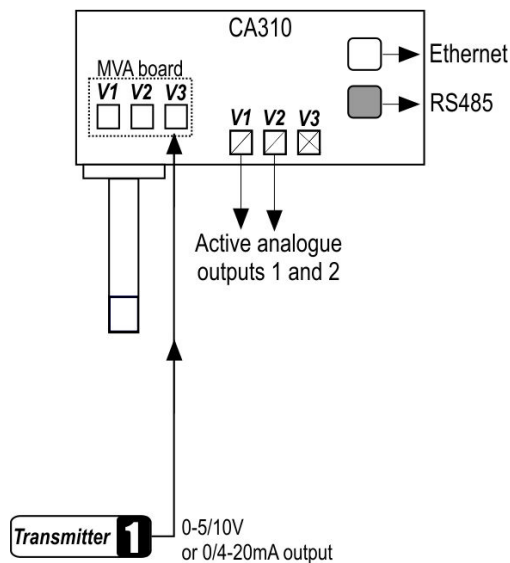 CA310
Ethernet
MVA board
V1 V2 V3
RS485
V1 V2 V3
Active analogue
outputs 1 and 2
Transmitter 1
0-5/10V
or 0/4-20mA output